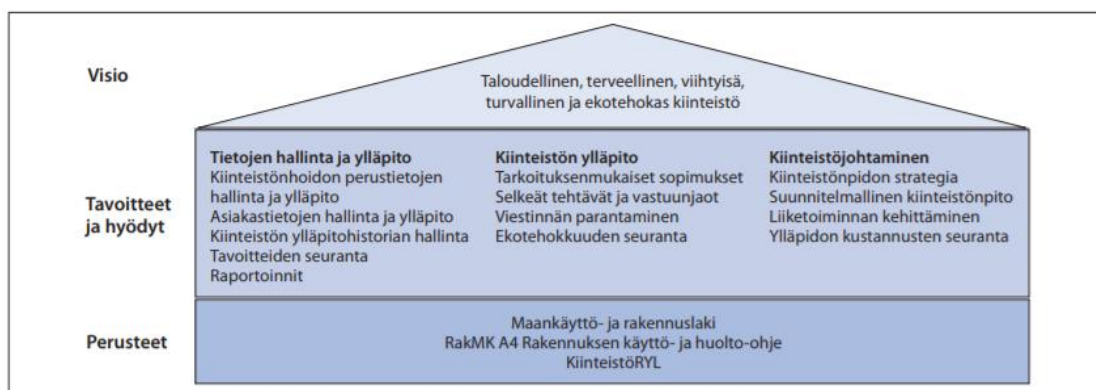 Visio
Taloudellinen, terveellinen, viihtyisä,
turvallinen ja ekotehokas kiinteistö
Tavoitteet
ja hyödyt
Tietojen hallinta ja ylläpito
Kiinteistönhoidon perustietojen
hallinta ja ylläpito
Asiakastietojen hallinta ja ylläpito
Kiinteistön ylläpitohistorian hallinta
Tavoitteiden seuranta
Raportoinnit
Kiinteistön ylläpito
Tarkoituksenmukaiset sopimukset
Selkeät tehtävät ja vastuunjaot
Viestinnän parantaminen
Ekotehokkuuden seuranta
Kiinteistöjohtaminen
Kiinteistönpidon strategia
Suunnitelmallinen kiinteistönpito
Liiketoiminnan kehittäminen
Ylläpidon kustannusten seuranta
Perusteet
Maankäyttö- ja rakennuslaki
RakMK A4 Rakennuksen käyttö- ja huolto-ohje
KiinteistöRYL